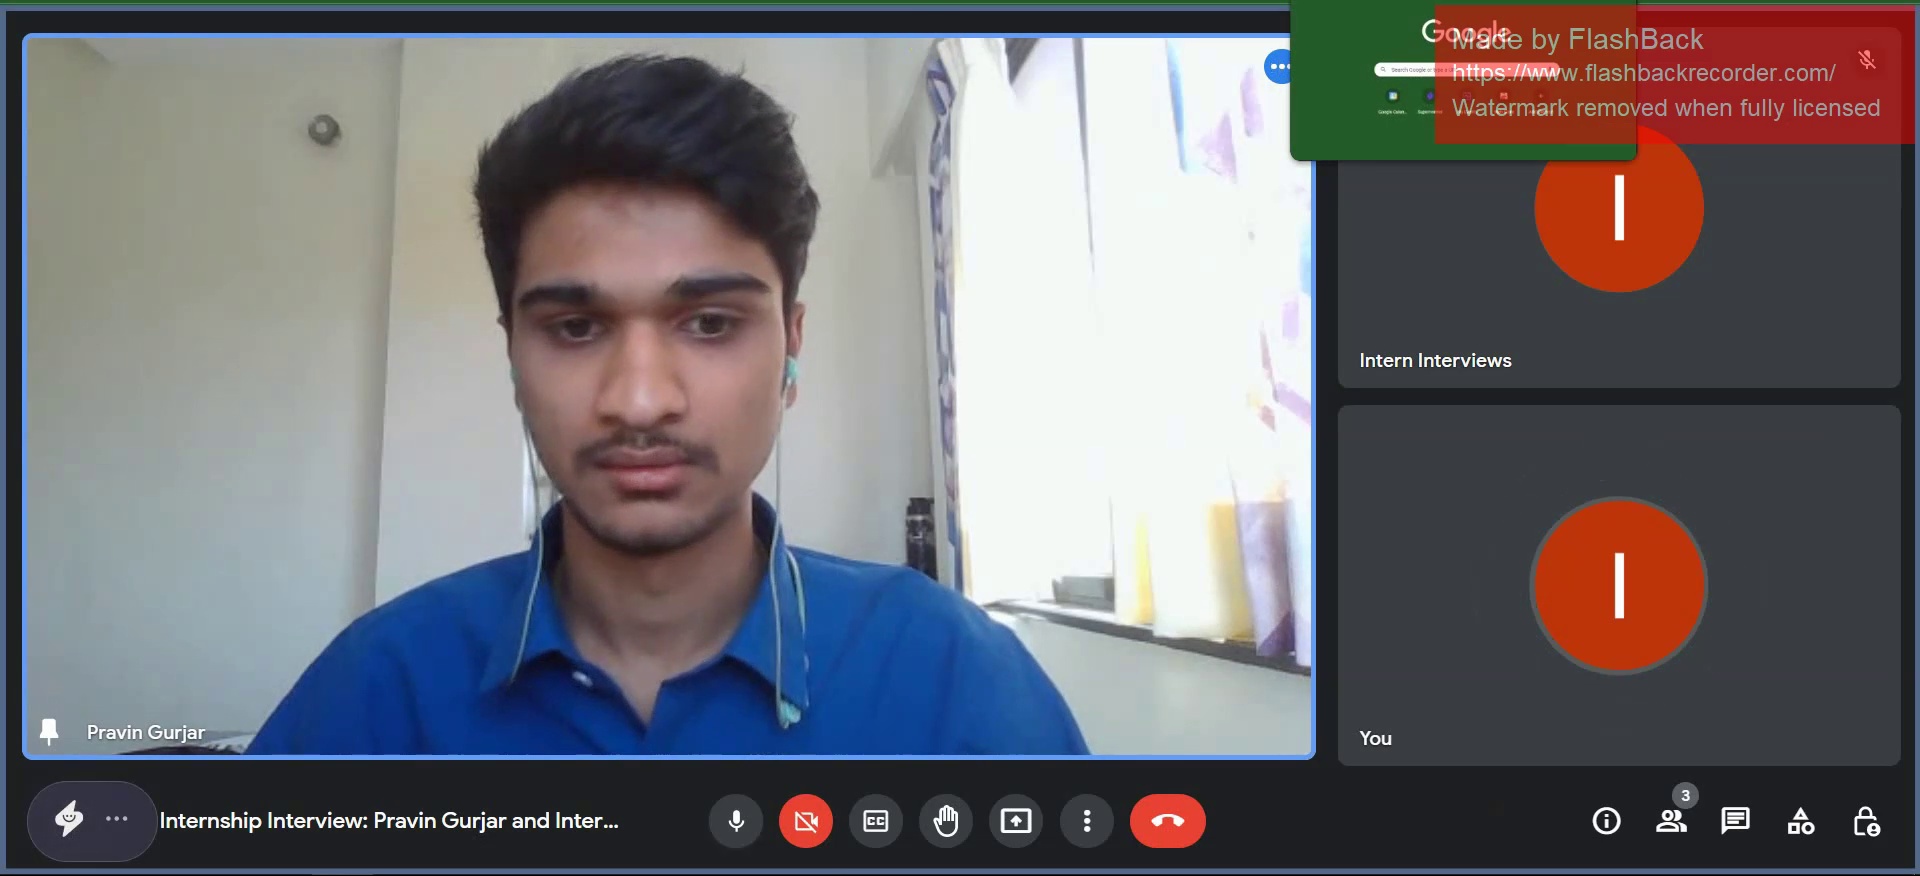 Google
Made by FlashBack
https://www.flashbackrecorder.com/
Watermark removed when fully licensed
I
Intern Interviews
I
You
Pravin Gurjar
Internship Interview: Pravin Gurjar and Inter...
CC
3